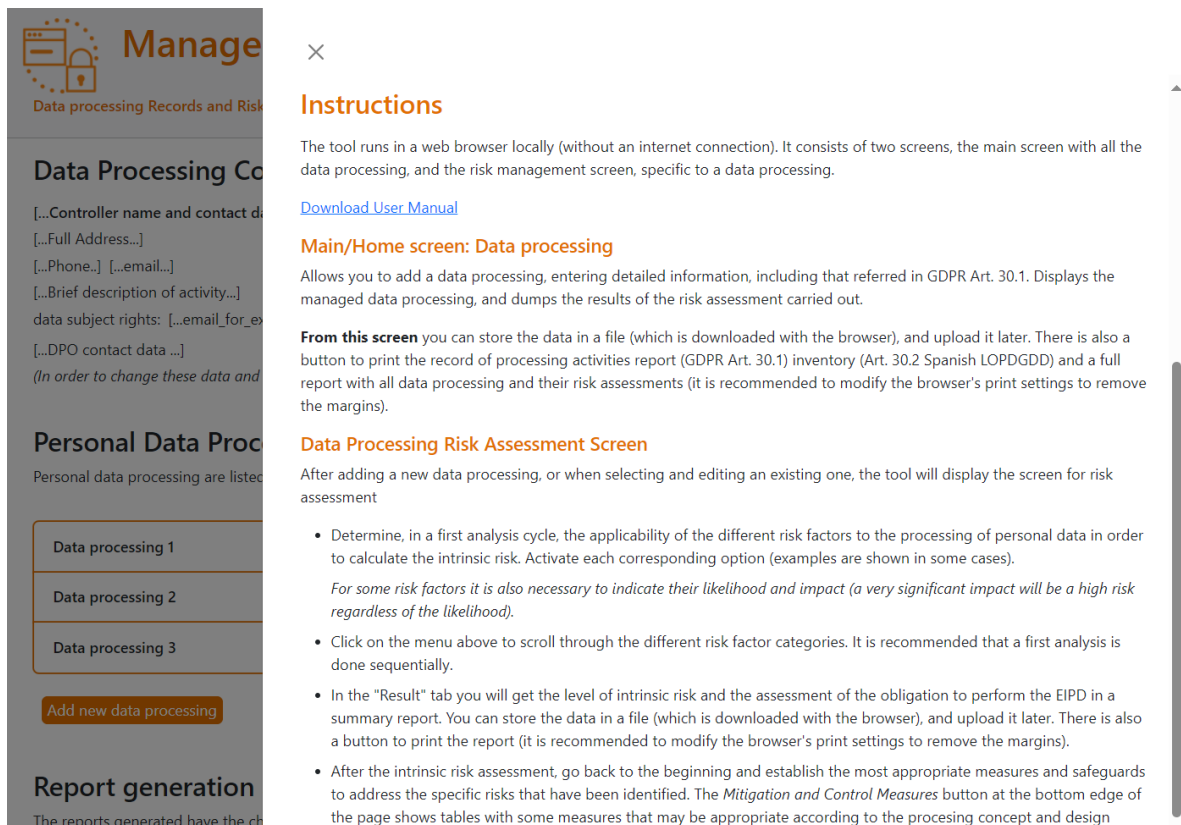 Manage
Data processing Records and Risk
Data Processing Co
[...Controller name and contact da
[...Full Address...]
[...Phone..] [...email...]
[...Brief description of activity...]
data subject rights: [...email_for_ex
[...DPO contact data ...]
(In order to change these data and
Personal Data Proc
Personal data processing are listed
Data processing 1
Data processing 2
Data processing 3
Add new data processing
Report generation
The reports generated have the ch
Instructions
The tool runs in a web browser locally (without an internet connection). It consists of two screens, the main screen with all the
data processing, and the risk management screen, specific to a data processing.
Download User Manual
Main/Home screen: Data processing
Allows you to add a data processing, entering detailed information, including that referred in GDPR Art. 30.1. Displays the
managed data processing, and dumps the results of the risk assessment carried out.
From this screen you can store the data in a file (which is downloaded with the browser), and upload it later. There is also a
button to print the record of processing activities report (GDPR Art. 30.1) inventory (Art. 30.2 Spanish LOPDGDD) and a full
report with all data processing and their risk assessments (it is recommended to modify the browser's print settings to remove
the margins).
Data Processing Risk Assessment Screen
After adding a new data processing, or when selecting and editing an existing one, the tool will display the screen for risk
assessment
• Determine, in a first analysis cycle, the applicability of the different risk factors to the processing of personal data in order
to calculate the intrinsic risk. Activate each corresponding option (examples are shown in some cases).
For some risk factors it is also necessary to indicate their likelihood and impact (a very significant impact will be a high risk
regardless of the likelihood).
• Click on the menu above to scroll through the different risk factor categories. It is recommended that a first analysis is
done sequentially.
• In the "Result" tab you will get the level of intrinsic risk and the assessment of the obligation to perform the EIPD in a
summary report. You can store the data in a file (which is downloaded with the browser), and upload it later. There is also
a button to print the report (it is recommended to modify the browser's print settings to remove the margins).
• After the intrinsic risk assessment, go back to the beginning and establish the most appropriate measures and safeguards
to address the specific risks that have been identified. The Mitigation and Control Measures button at the bottom edge of
the page shows tables with some measures that may be appropriate according to the procesing concept and design